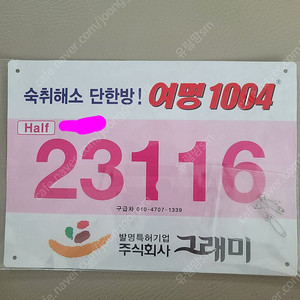 숙취해소 단한방! 여명 1004
Half
23116
구급차 010-4707-1339
발명특허기업
주식회사 그래미